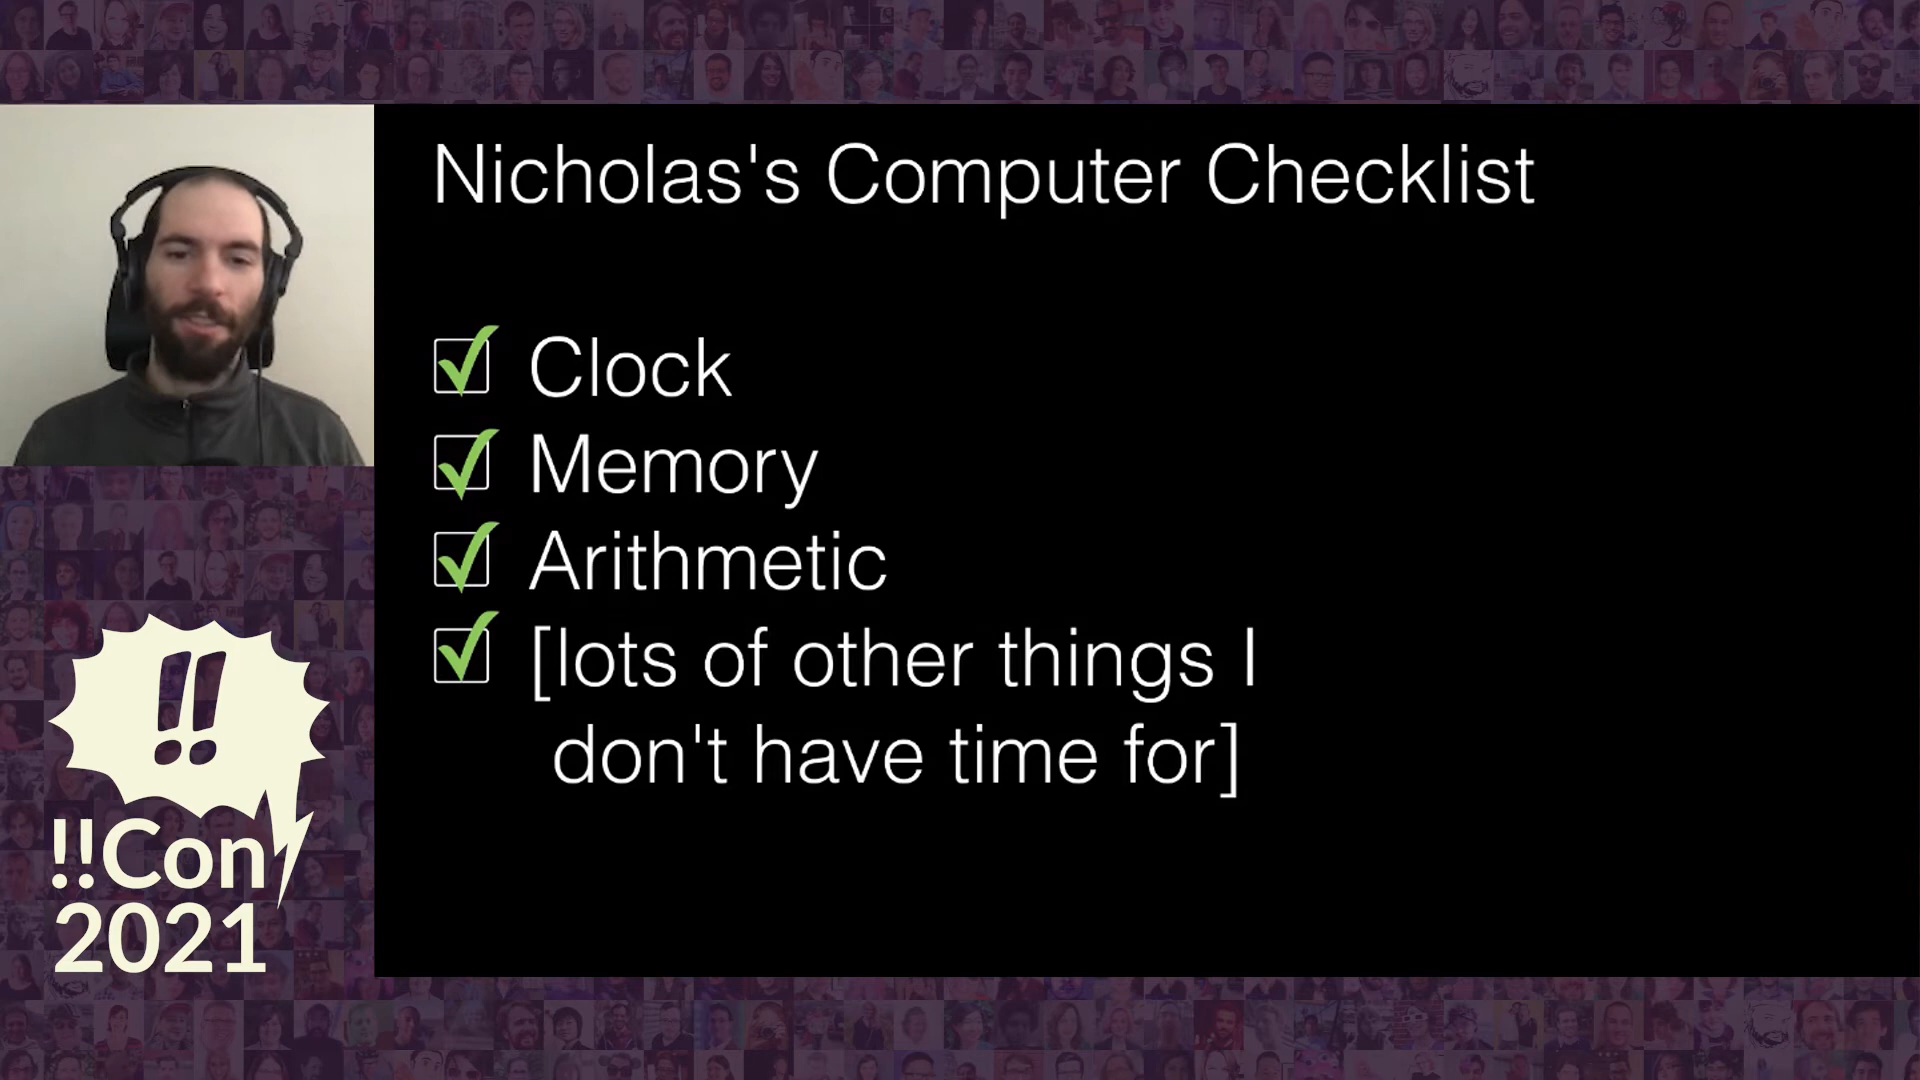 Nicholas's Computer Checklist
Clock
Memory
Arithmetic
[lots of other things I
don't have time for]
!!
!!Con
2021